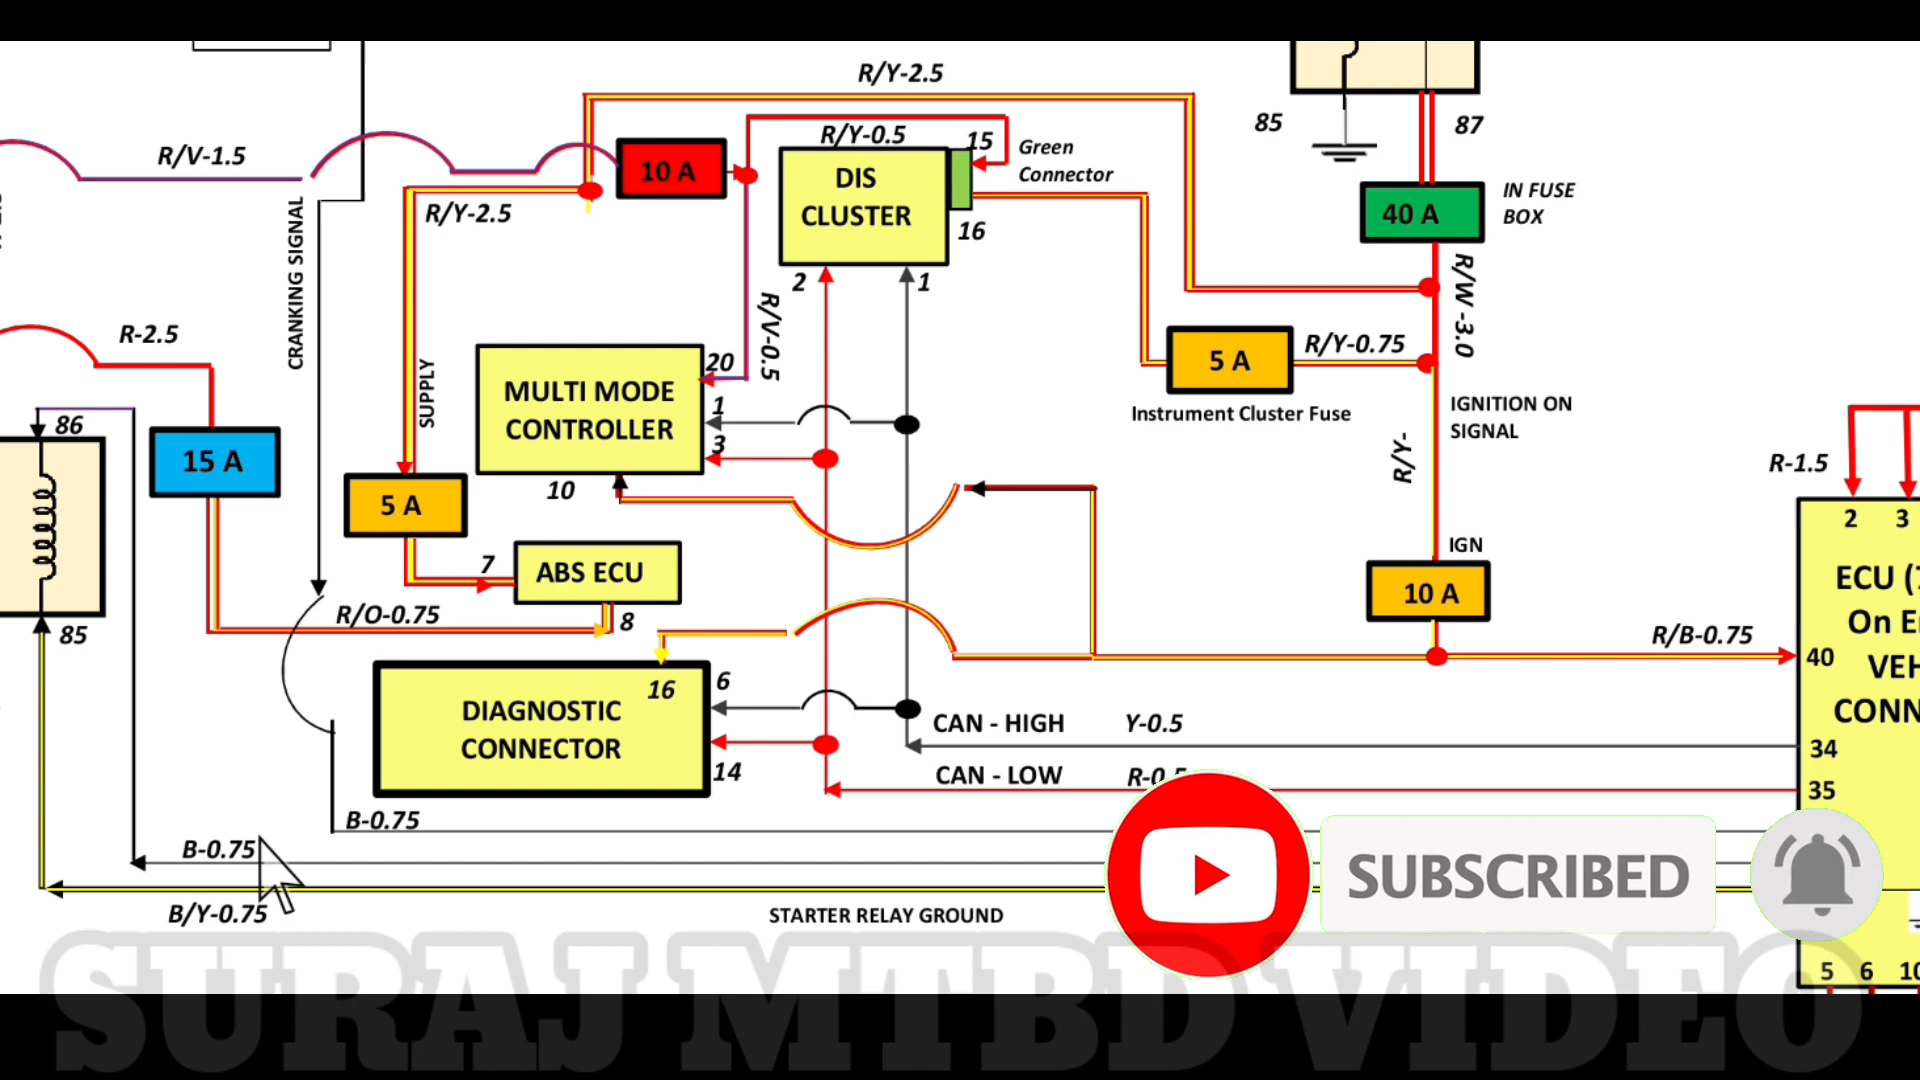 R/Y-2.5
85
87
R/V-1.5
10 A
R/Y-0.5
15
Green
Connector
DIS
CLUSTER
16
R/Y-2.5
40 A
IN FUSE
BOX
CRANKING SIGNAL
2
1
R/V-0.5
R/W -3.0
R-2.5
SUPPLY
20
MULTI MODE
CONTROLLER
1
3
10
5 A
R/Y-0.75
Instrument Cluster Fuse
IGNITION ON
SIGNAL
R/Y-
86
15 A
5 A
R-1.5
2
3
7
ABS ECU
8
IGN
10 A
R/O-0.75
85
R/B-0.75
40
16
6
DIAGNOSTIC
CONNECTOR
14
CAN - HIGH
Y-0.5
34
CAN - LOW
35
B-0.75
B-0.75
B/Y-0.75
STARTER RELAY GROUND
SUBSCRIBED
5
6
SURAJ MTBD VIDEO